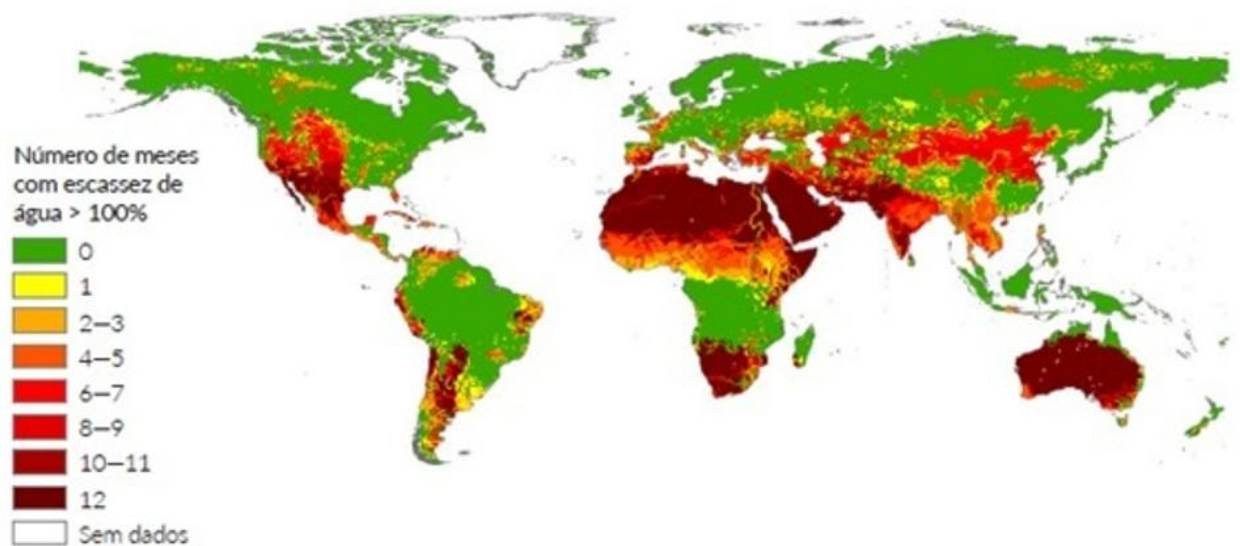 Número de meses
com escassez de
água > 100%
0
1
2–3
4–5
6–7
8–9
10–11
12
Sem dados